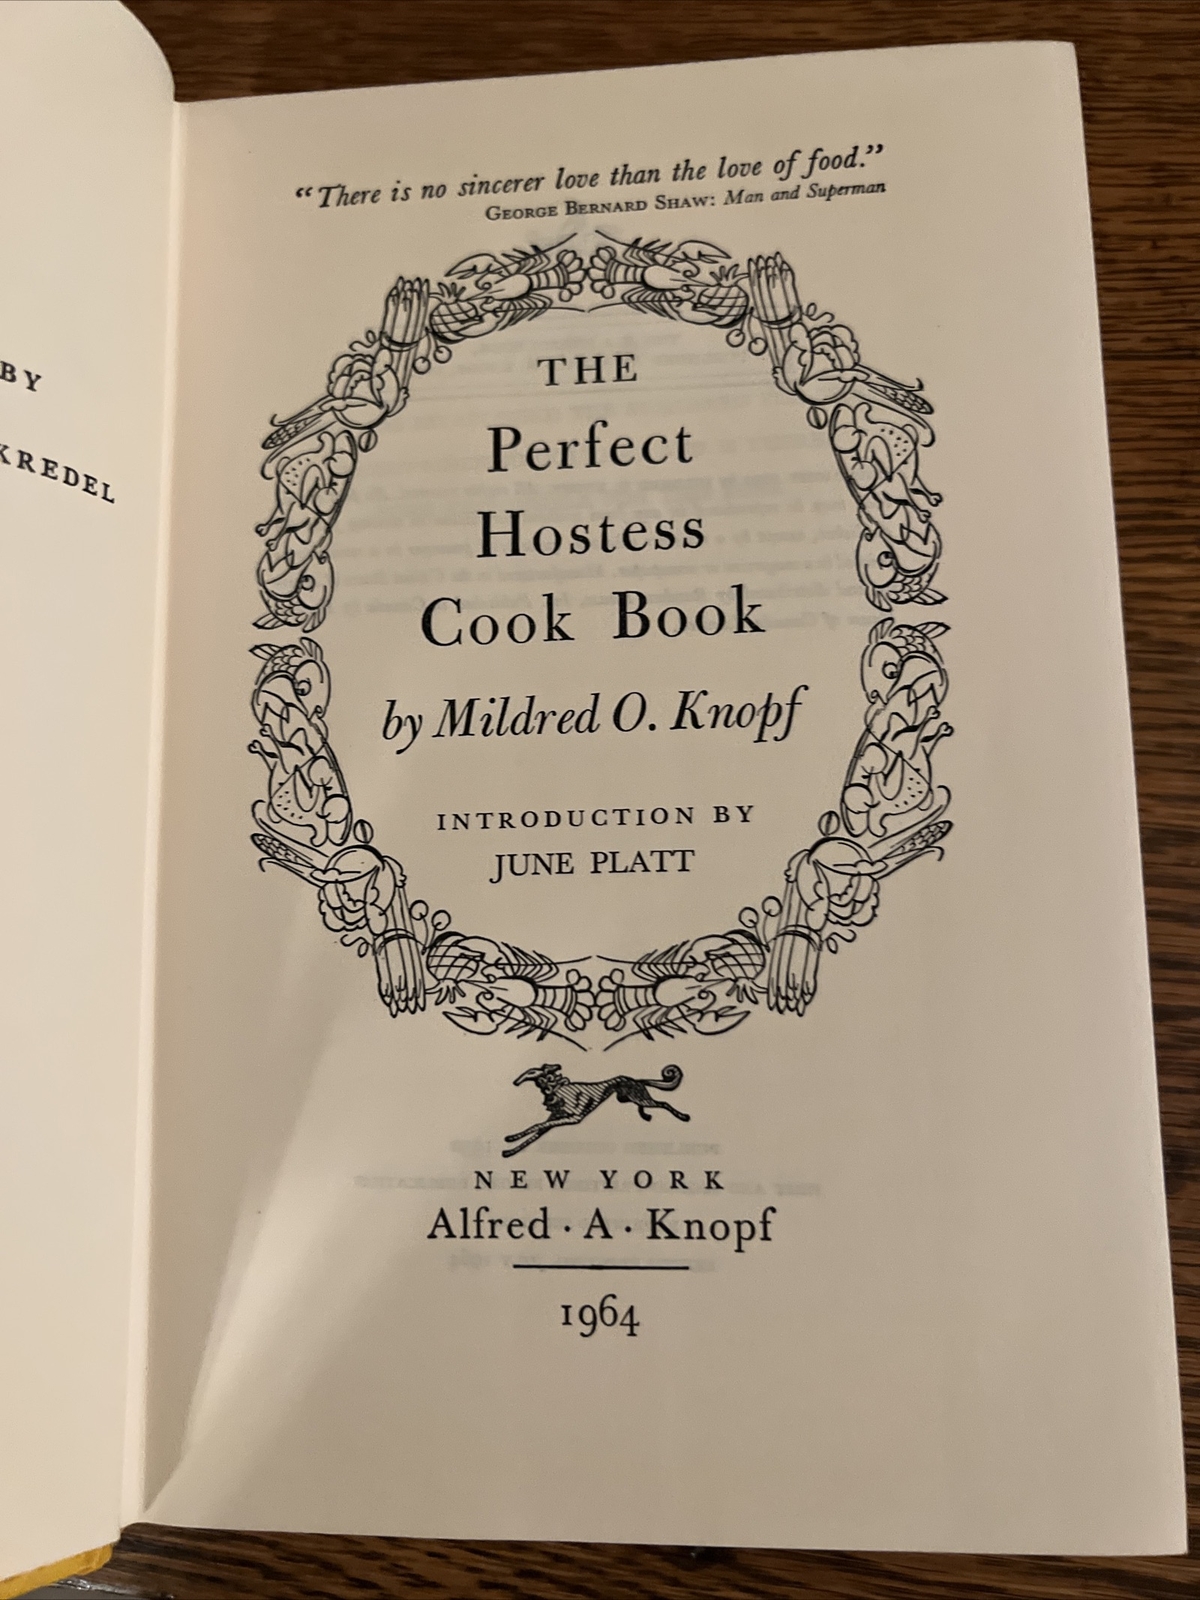 BY
KREDEL
“There is no sincerer love than the love of food.”
GEORGE BERNARD SHAW: Man and Superman
THE
Perfect
Hostess
Cook Book
by Mildred O. Knopf
INTRODUCTION BY
JUNE PLATT
NEW YORK
Alfred · A · Knopf
1964